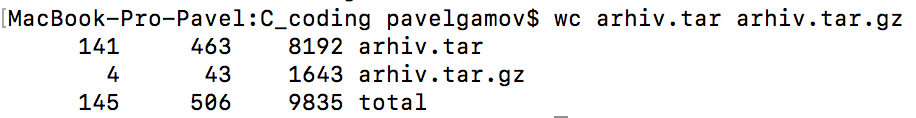 [MacBook-Pro-Pavel:C_coding pavelgamov$ wc arhiv.tar arhiv.tar.gz
     141     463    8192 arhiv.tar
       4      43    1643 arhiv.tar.gz
     145     506    9835 total